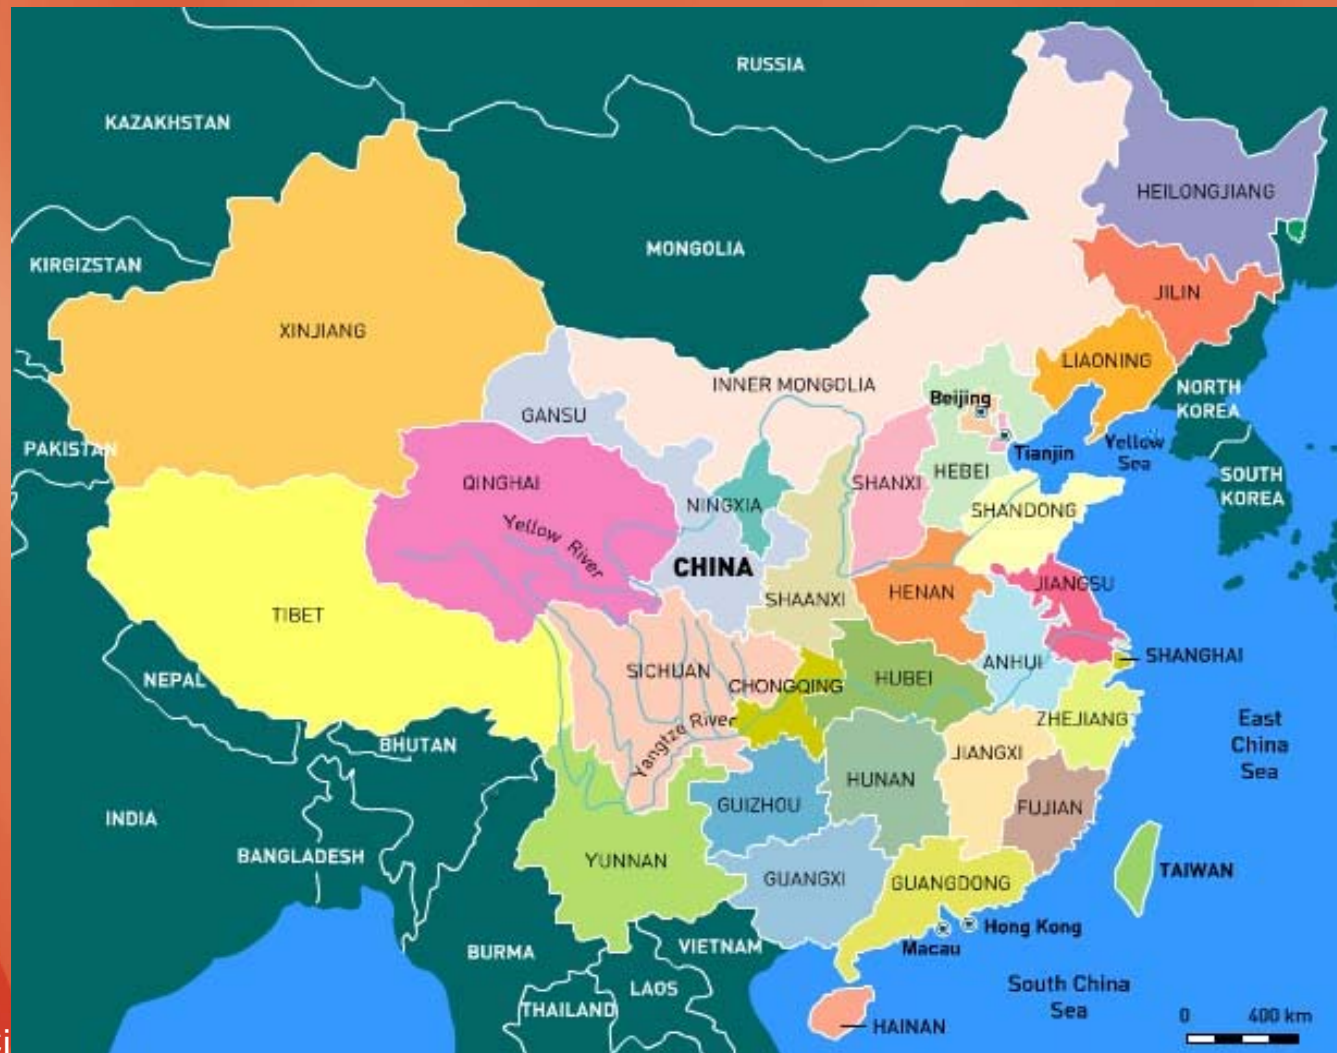 RUSSIA
KAZAKHSTAN
HEILONGJIANG
MONGOLIA
KIRGIZSTAN
JILIN
XINJIANG
LIAONING
INNER MONGOLIA
NORTH
KOREA
Beijing
GANSU
PAKISTAN
Tianjin
Yellow
Sea
HEBEI
QINGHAI
SHANXI
SOUTH
KOREA
NINGXIA
SHANDONG
Yellow River
CHINA
JIANGSU
HENAN
SHAANXI
TIBET
SHANGHAI
ANHUI
SICHUAN
HUBEI
NEPAL
CHONGQING
ZHEJIANG
East
China
Sea
Yangtze River
BHUTAN
JIANGXI
HUNAN
GUIZHOU
FUJIAN
INDIA
BANGLADESH
YUNNAN
TAIWAN
GUANGXI
GUANGDONG
Hong Kong
Macau
BURMA
VIETNAM
LAOS
South China
Sea
THAILAND
HAINAN
0 400 km